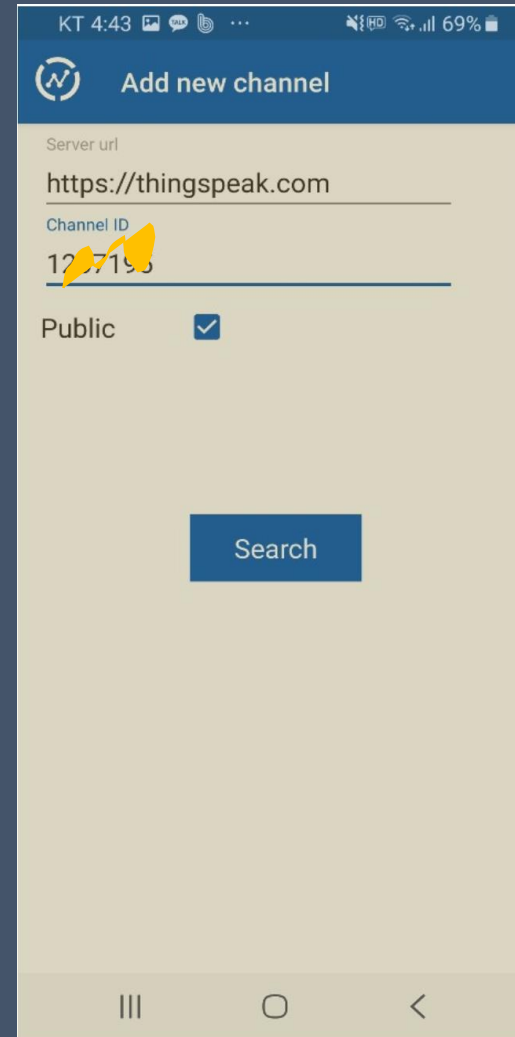 KT 4:43
69%
Add new channel
Server url
https://thingspeak.com
Channel ID
Public
Search